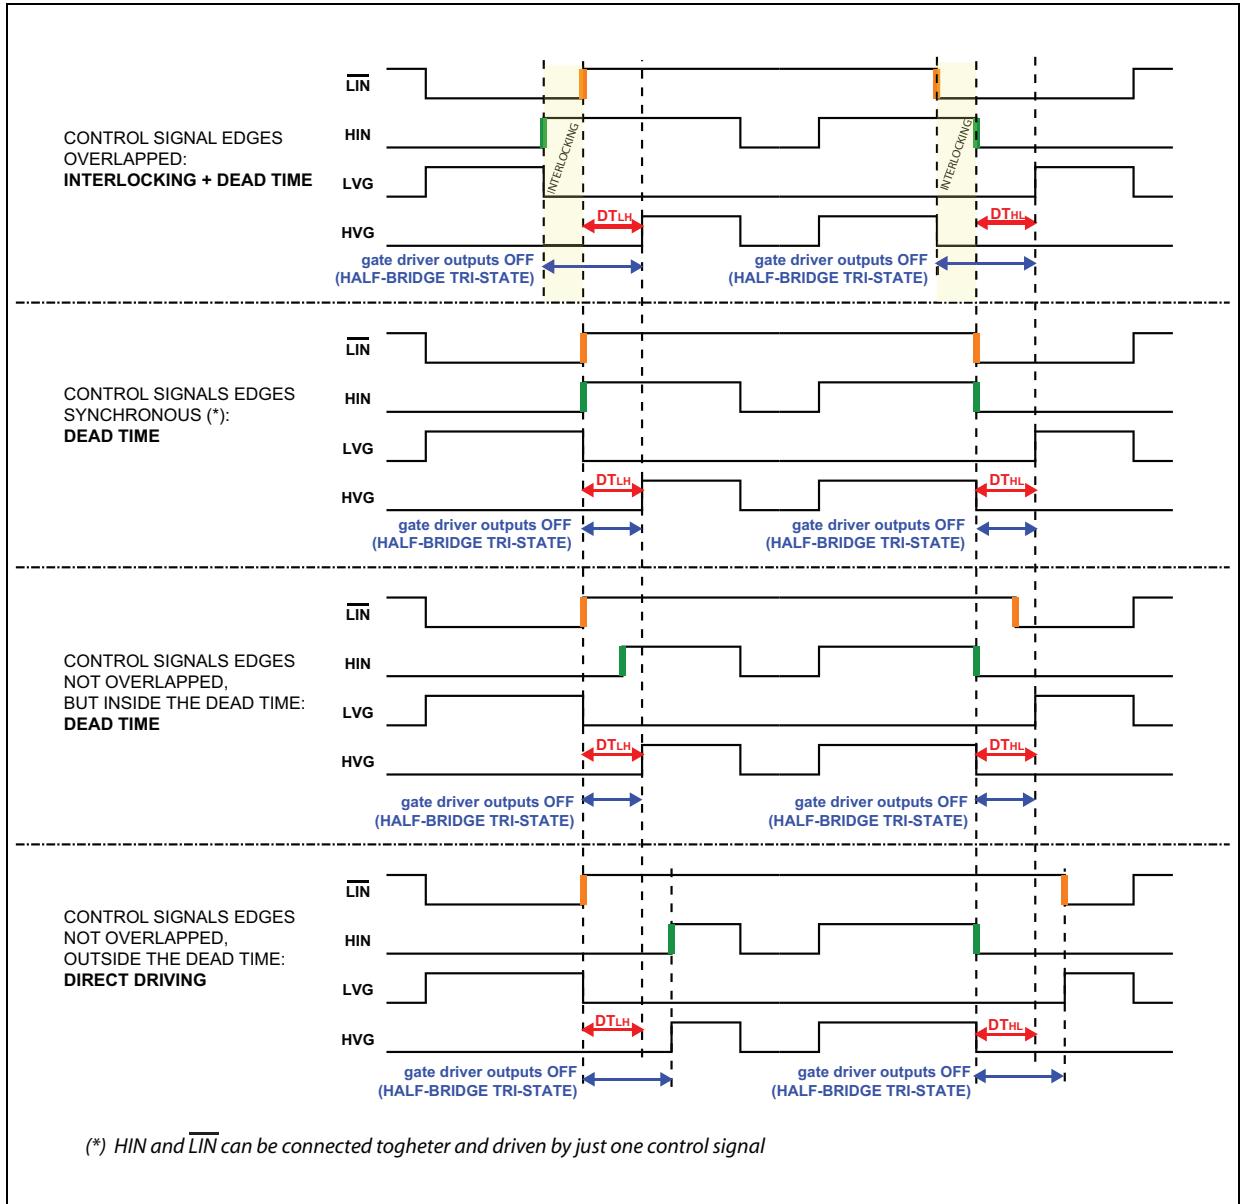 LIN
HIN
LVG
HVG
CONTROL SIGNAL EDGES
OVERLAPPED:
INTERLOCKING + DEAD TIME
INTERLOCKING
INTERLOCKING
DTLH
DTHL
gate driver outputs OFF
(HALF-BRIDGE TRI-STATE)
gate driver outputs OFF
(HALF-BRIDGE TRI-STATE)
LIN
HIN
LVG
HVG
CONTROL SIGNALS EDGES
SYNCHRONOUS (*):
DEAD TIME
DTLH
DTHL
gate driver outputs OFF
(HALF-BRIDGE TRI-STATE)
gate driver outputs OFF
(HALF-BRIDGE TRI-STATE)
LIN
HIN
LVG
HVG
CONTROL SIGNALS EDGES
NOT OVERLAPPED,
BUT INSIDE THE DEAD TIME:
DEAD TIME
DTLH
DTHL
gate driver outputs OFF
(HALF-BRIDGE TRI-STATE)
gate driver outputs OFF
(HALF-BRIDGE TRI-STATE)
LIN
HIN
LVG
HVG
CONTROL SIGNALS EDGES
NOT OVERLAPPED,
OUTSIDE THE DEAD TIME:
DIRECT DRIVING
DTLH
DTHL
gate driver outputs OFF
(HALF-BRIDGE TRI-STATE)
gate driver outputs OFF
(HALF-BRIDGE TRI-STATE)
(*) HIN and LIN can be connected togheter and driven by just one control signal